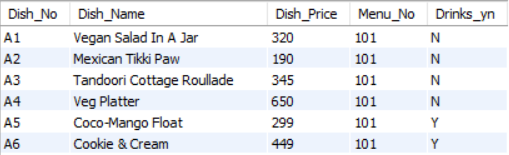 Dish_No Dish_Name Dish_Price Menu_No Drinks_yn
A1 Vegan Salad In A Jar 320 101 N
A2 Mexican Tikki Paw 190 101 N
A3 Tandoori Cottage Roullade 345 101 N
A4 Veg Platter 650 101 N
A5 Coco-Mango Float 299 101 Y
A6 Cookie & Cream 449 101 Y